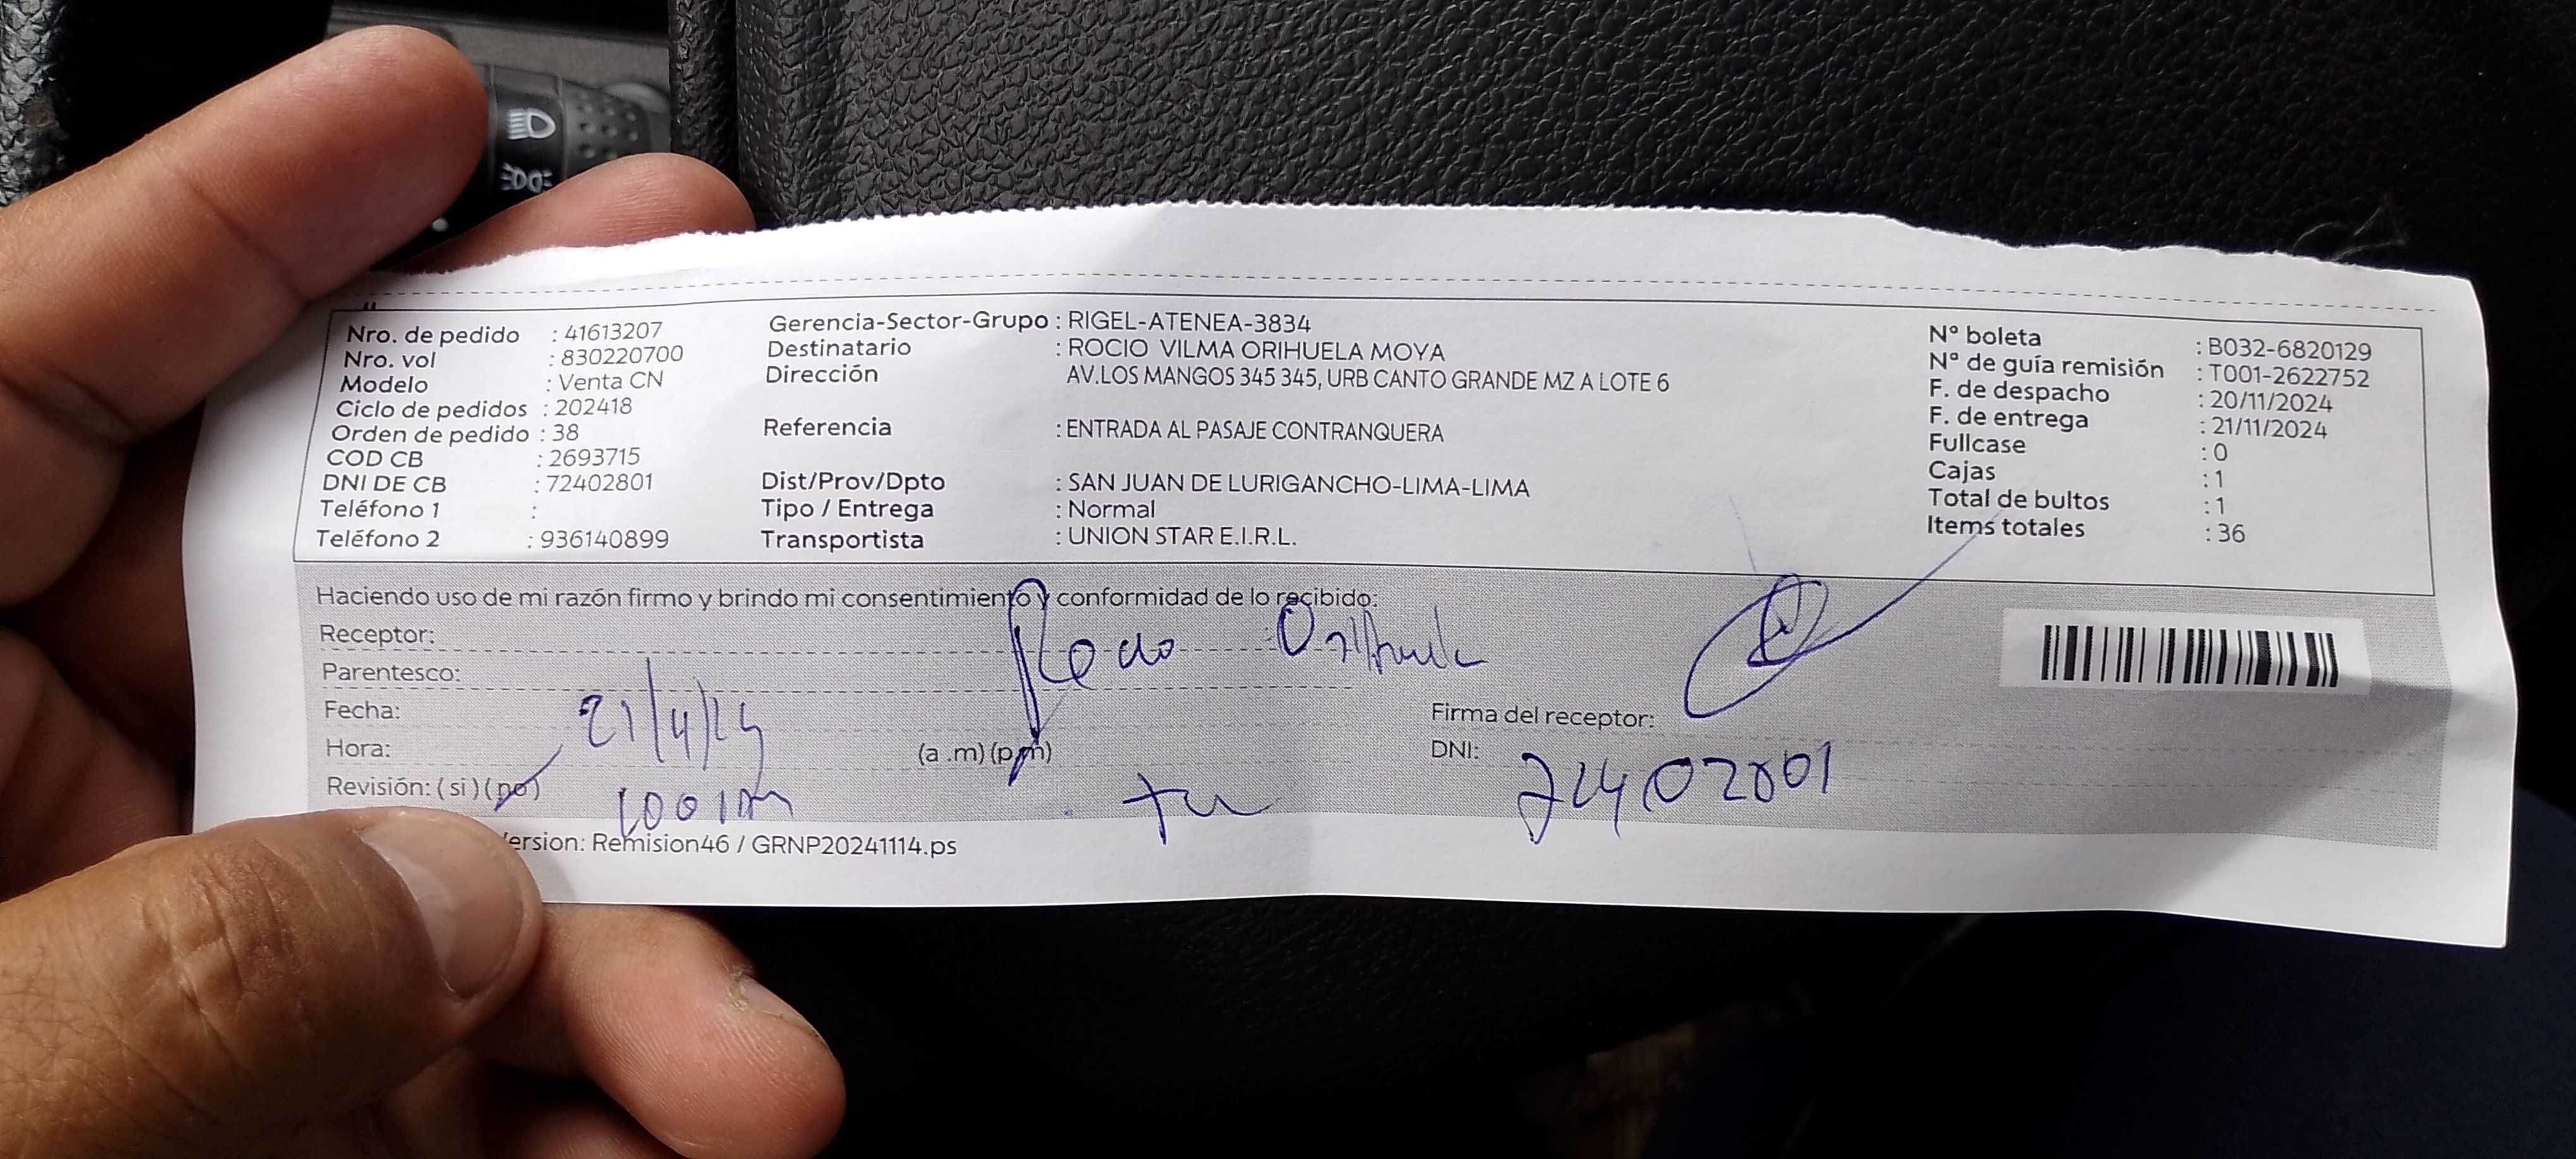 Nro. de pedido : 41613207
Nro. vol : 830220700
Modelo : Venta CN
Ciclo de pedidos : 202418
Orden de pedido : 38
COD CB : 2693715
DNI DE CB : 72402801
Teléfono 1 :
Teléfono 2 : 936140899
Gerencia-Sector-Grupo : RIGEL-ATENEA-3834
Destinatario : ROCIO VILMA ORIHUELA MOYA
Dirección AV.LOS MANGOS 345 345, URB CANTO GRANDE MZ A LOTE 6
Referencia : ENTRADA AL PASAJE CONTRANQUERA
Dist/Prov/Dpto : SAN JUAN DE LURIGANCHO-LIMA-LIMA
Tipo / Entrega : Normal
Transportista : UNION STAR E.I.R.L.
Nº boleta : B032-6820129
Nº de guía remisión : T001-2622752
F. de despacho : 20/11/2024
F. de entrega : 21/11/2024
Fullcase : 0
Cajas : 1
Total de bultos : 1
Items totales : 36
Haciendo uso de mi razón firmo y brindo mi consentimiento y conformidad de lo recibido:
Receptor:
Parentesco:
Fecha:
Hora: (a .m) (p.m)
Revisión: ( si ) ( no )
Firma del receptor:
DNI: 72402801
ersion: Remision46 / GRNP20241114.ps